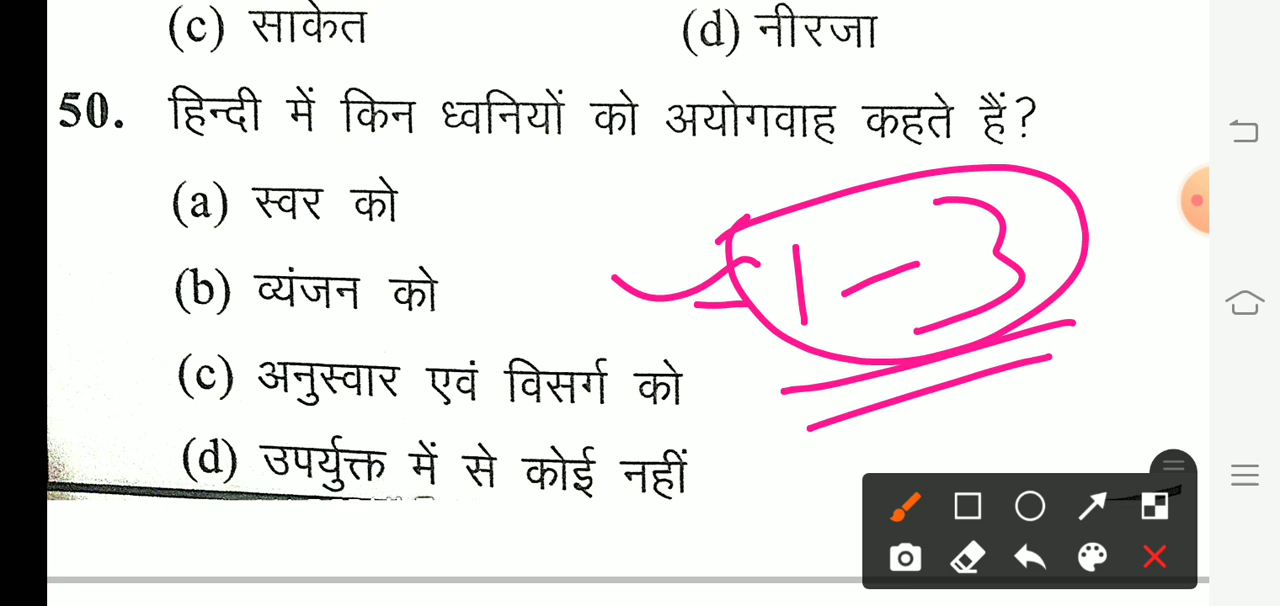 (c) साकेत (d) नीरजा
50. हिन्दी में किन ध्वनियों को अयोगवाह कहते हैं?
(a) स्वर को
(b) व्यंजन को
1-3
(c) अनुस्वार एवं विसर्ग को
(d) उपर्युक्त में से कोई नहीं